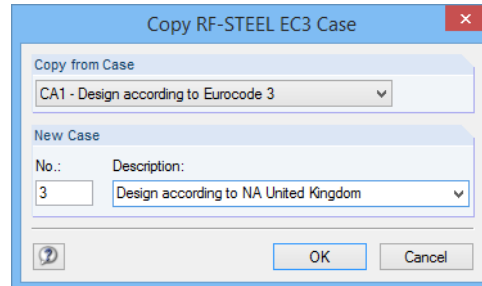 Copy RF-STEEL EC3 Case
Copy from Case
CA1 - Design according to Eurocode 3
New Case
No.: Description:
3 Design according to NA United Kingdom
OK Cancel